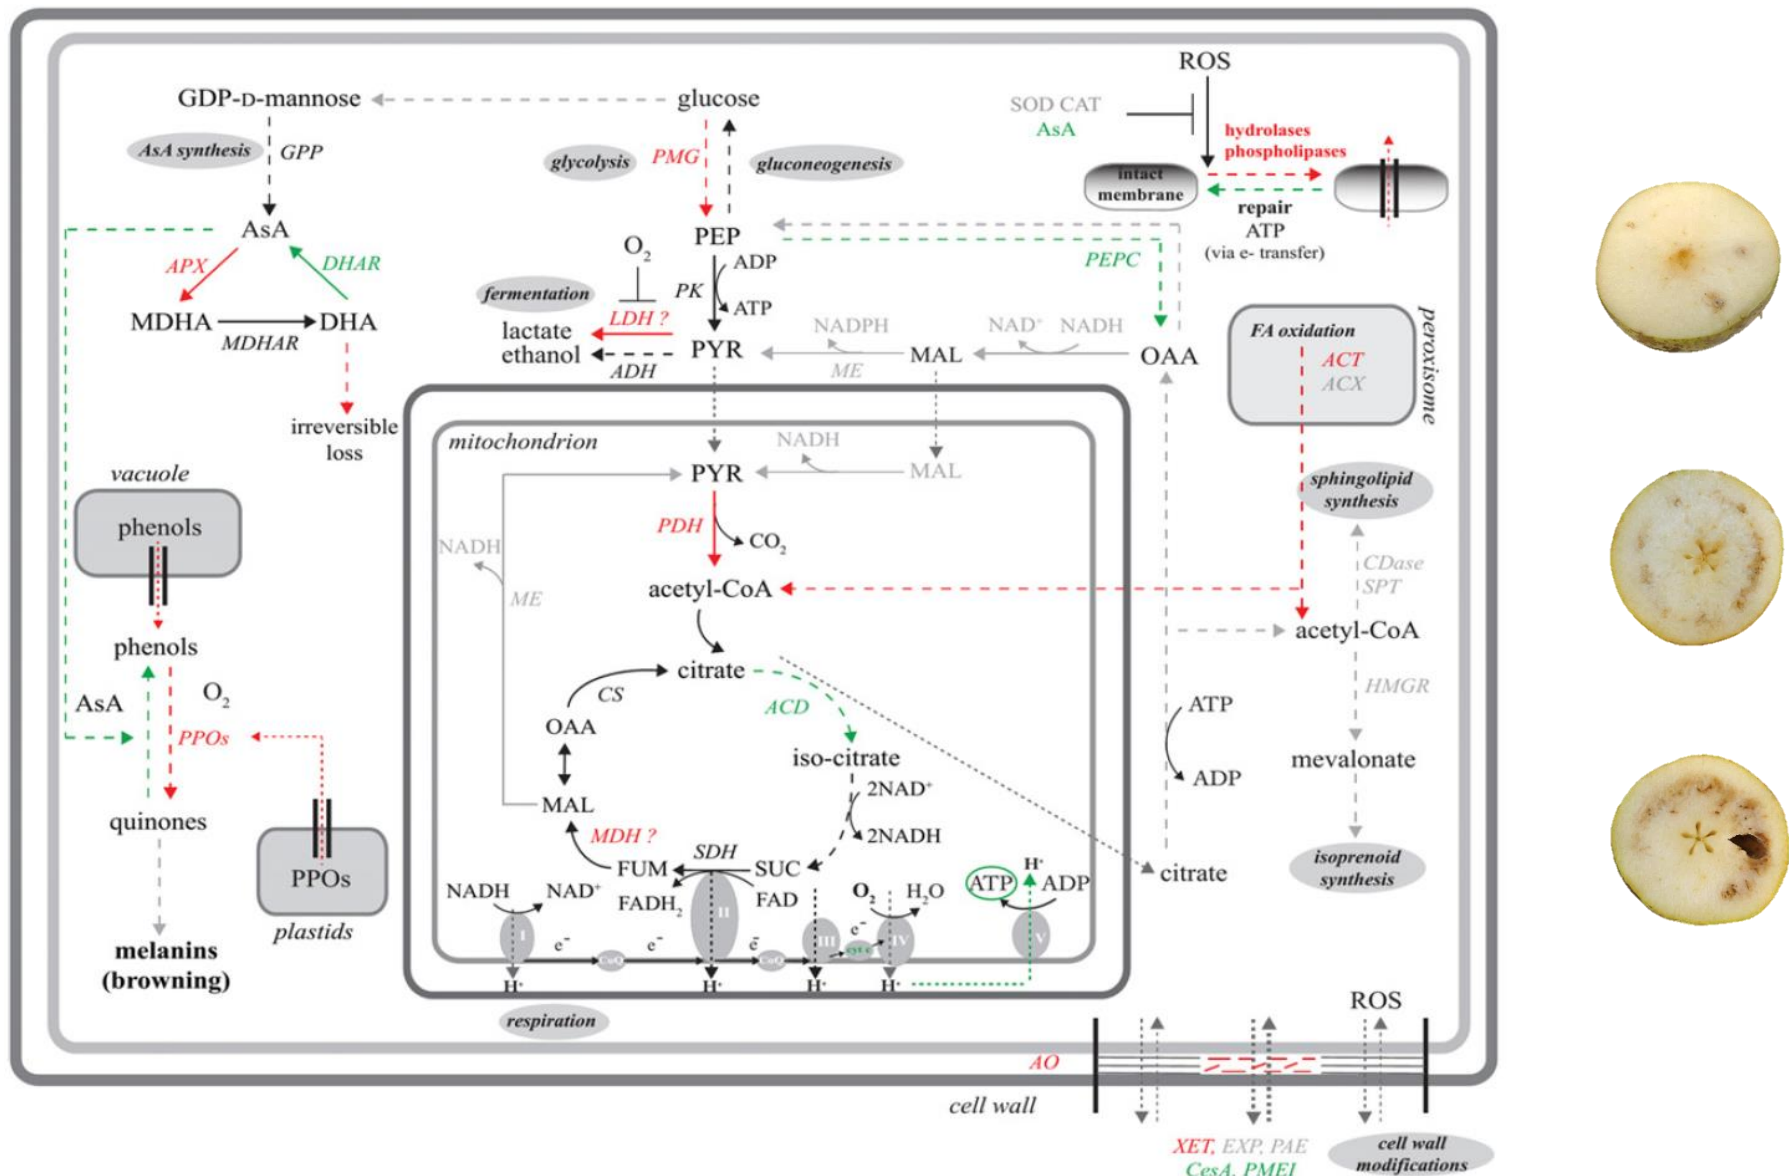 ROS
GDP-D-mannose
glucose
SOD CAT
AsA
hydrolases
phospholipases
AsA synthesis
GPP
glycolysis
PMG
gluconeogenesis
intact
membrane
repair
ATP
(via e- transfer)
AsA
APX
DHAR
MDHA
MDHAR
DHA
irreversible
loss
O2
PEP
ADP
PK
ATP
PEPC
fermentation
LDH ?
lactate
ethanol
ADH
PYR
NADPH
ME
MAL
NAD+
NADH
OAA
FA oxidation
ACT
ACX
peroxisome
mitochondrion
NADH
PYR
MAL
PDH
CO2
NADH
ME
acetyl-CoA
citrate
CS
ACD
OAA
iso-citrate
2NAD+
2NADH
MAL
MDH ?
FUM
SDH
SUC
FADH2
FAD
NADH
NAD+
O2
H2O
ATP
ADP
H+
I
II
III
IV
V
e-
CoQ
e-
e-
CoQ
cyt c
e-
H+
H+
H+
H+
respiration
vacuole
phenols
phenols
AsA
O2
PPOs
quinones
PPOs
plastids
melanins
(browning)
sphingolipid
synthesis
CDase
SPT
acetyl-CoA
HMGR
ATP
ADP
mevalonate
isoprenoid
synthesis
citrate
ROS
AO
cell wall
XET, EXP, PAE
CesA, PMEI
cell wall
modifications